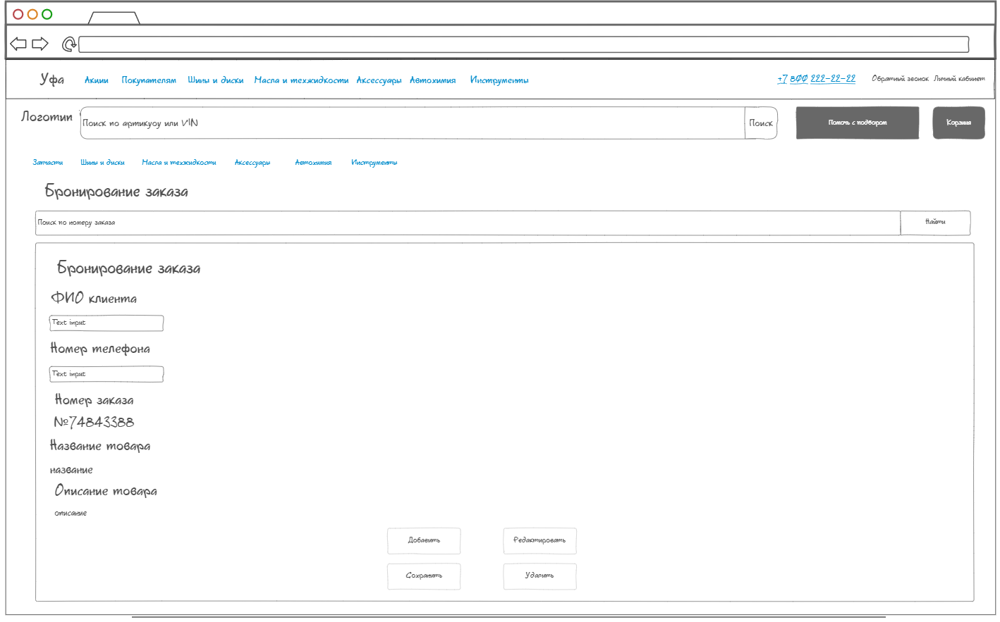 Уфа Акции Покупателям Шины и диски Масла и техжидкости Аксессуары Автохимия Инструменты +7 800 222-22-22 Обратный звонок Личный кабинет
Логотип Поиск по артикуоу или VIN Поиск Помочь с подбором Корзина
Запчасти Шины и диски Масла и техжидкости Аксессуары Автохимия Инструменты
Бронирование заказа
Поиск по номеру заказа Найти
Бронирование заказа
ФИО клиента
Text input
Номер телефона
Text input
Номер заказа
№74843388
Название товара
название
Описание товара
описание
Добавить Редактировать
Сохранить Удалить